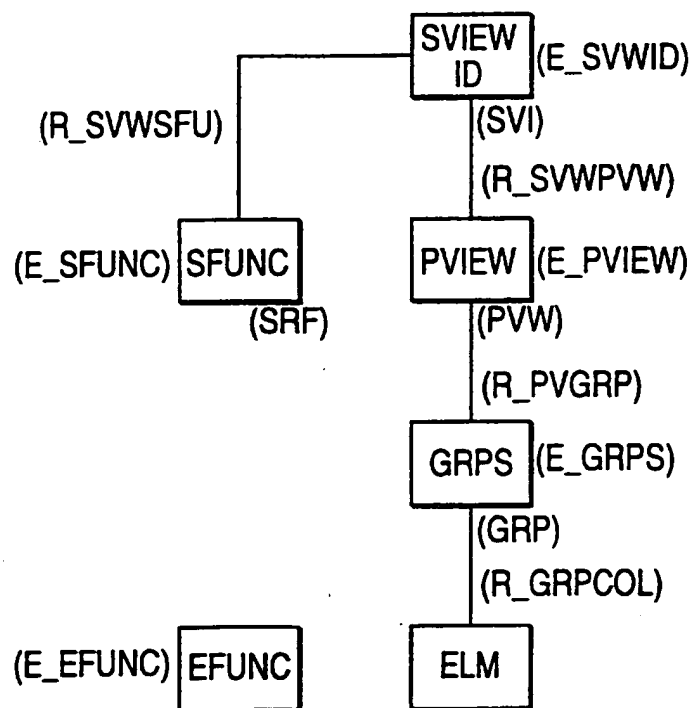 SVIEW
ID
(E_SVWID)
(SVI)
(R_SVWSFU)
(R_SVWPVW)
(E_SFUNC)
SFUNC
PVIEW
(E_PVIEW)
(SRF)
(PVW)
(R_PVGRP)
GRPS
(E_GRPS)
(GRP)
(R_GRPCOL)
(E_EFUNC)
EFUNC
ELM